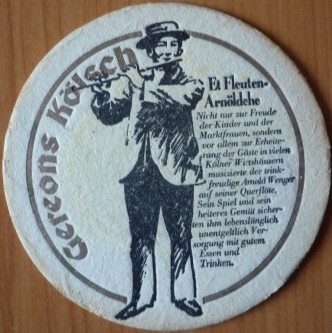 Gereons Kölsch
Et Fleuten-
Arnöldche
Nicht nur zur Freude
der Kinder und der
Marktfrauen, sondern
vor allem zur Erheite-
rung der Gäste in vielen
Kölner Wirtshäusern
musizierte der trink-
freudige Arnold Wenger
auf seiner Querflöte.
Sein Spiel und sein
heiteres Gemüt sicher-
ten ihm lebenslänglich
unentgeltlich Ver-
sorgung mit gutem
Essen und
Trinken.